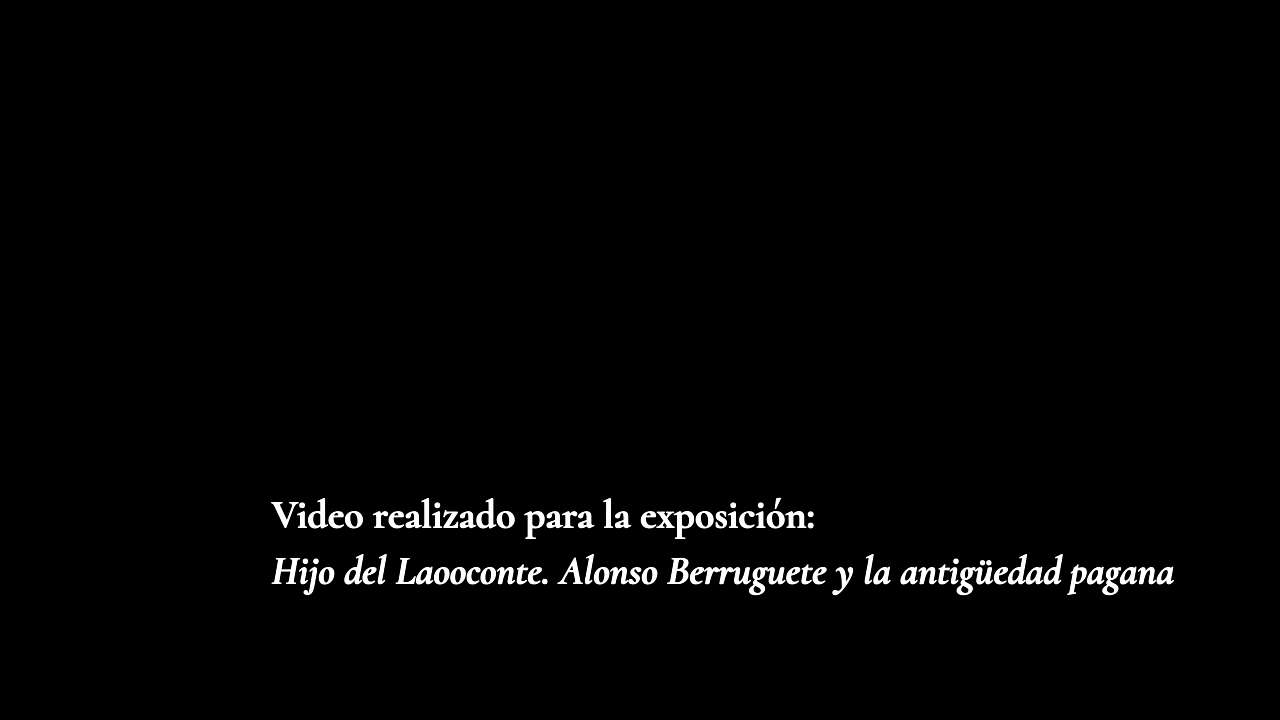 Video realizado para la exposición:
Hijo del Laooconte. Alonso Berruguete y la antigüedad pagana